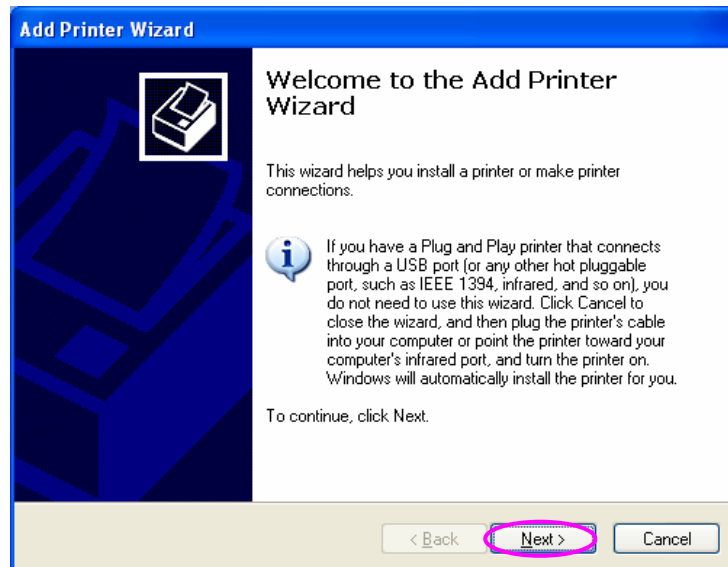 Add Printer Wizard
Welcome to the Add Printer
Wizard
This wizard helps you install a printer or make printer
connections.
If you have a Plug and Play printer that connects
through a USB port (or any other hot pluggable
port, such as IEEE 1394, infrared, and so on), you
do not need to use this wizard. Click Cancel to
close the wizard, and then plug the printer's cable
into your computer or point the printer toward your
computer's infrared port, and turn the printer on.
Windows will automatically install the printer for you.
To continue, click Next.
< Back Next > Cancel